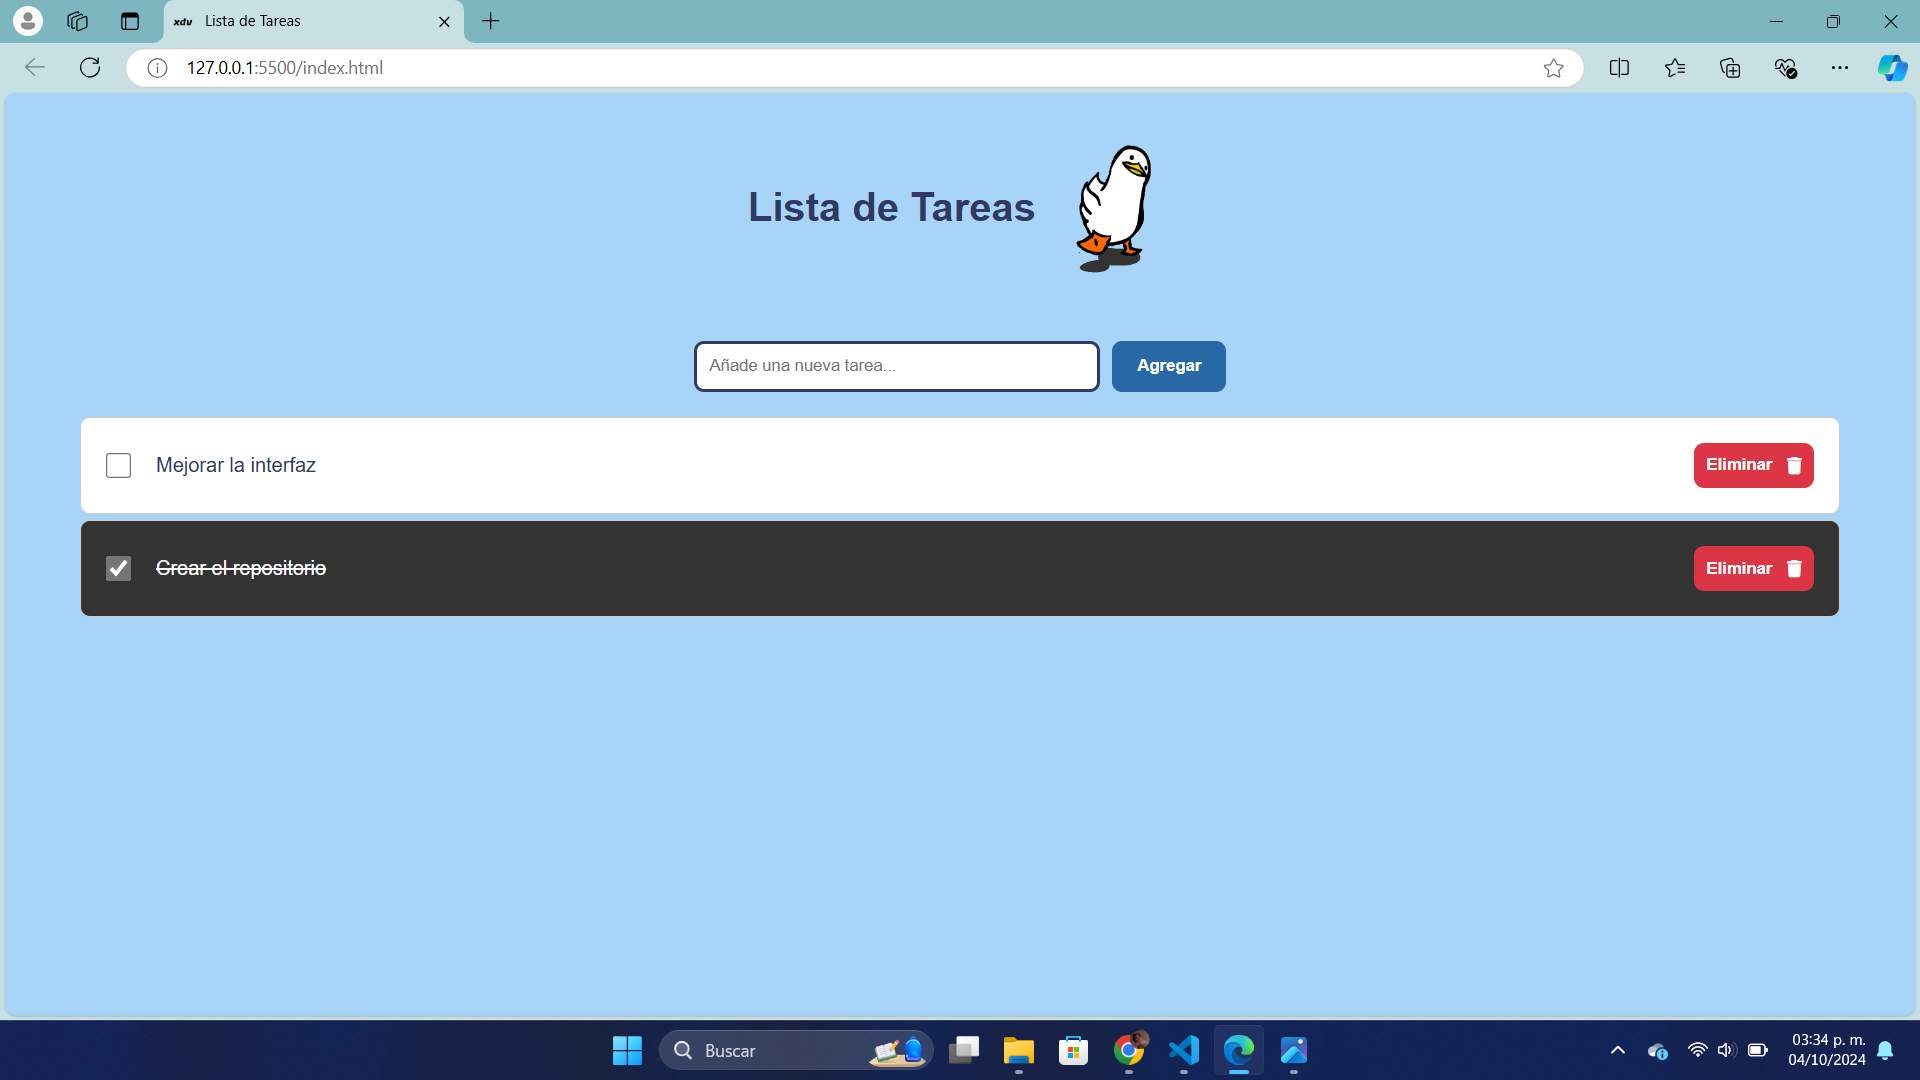 xdv Lista de Tareas
127.0.0.1:5500/index.html
Lista de Tareas
Añade una nueva tarea... Agregar
Mejorar la interfaz Eliminar
Crear el repositorio Eliminar
Buscar
03:34 p. m.
04/10/2024